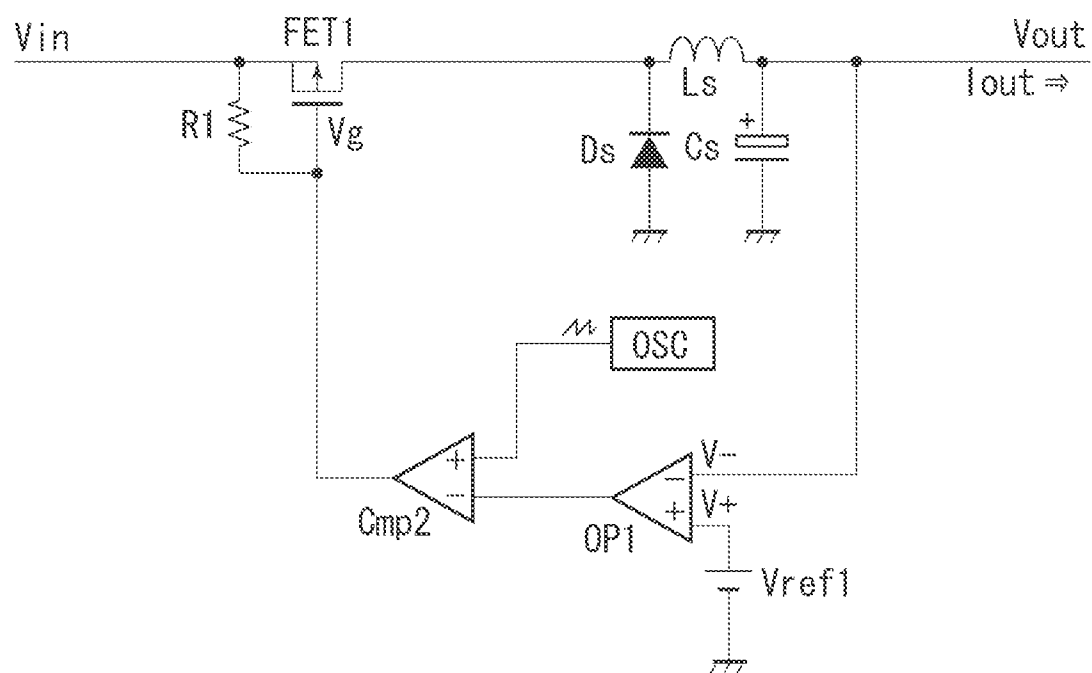 Vin
FET1
Vout
Iout ⇒
Ls
R1
Vg
Ds
+
Cs
OSC
+
-
Cmp2
V-
-
V+
+
OP1
Vref1